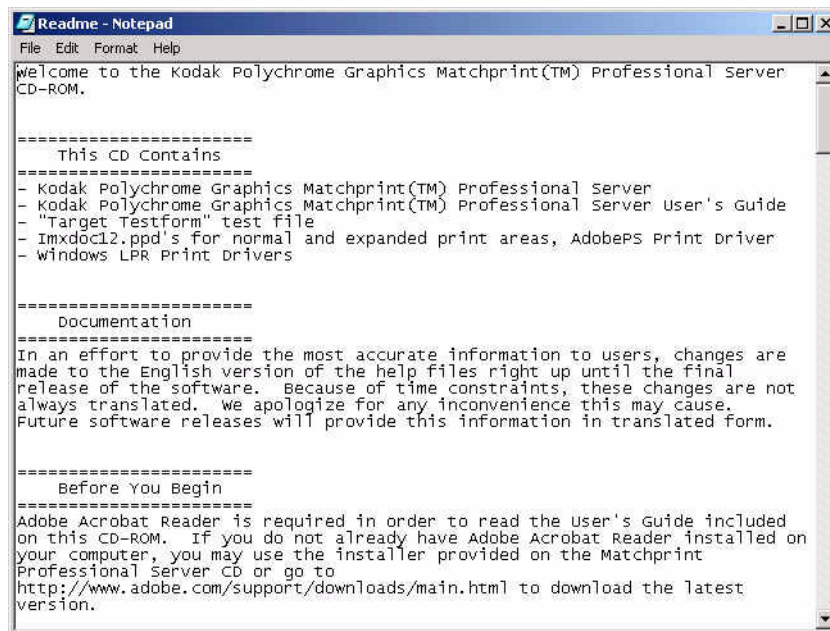 Readme - Notepad
File Edit Format Help
Welcome to the Kodak Polychrome Graphics Matchprint(TM) Professional Server
CD-ROM.
========================
This CD Contains
========================
- Kodak Polychrome Graphics Matchprint(TM) Professional Server
- Kodak Polychrome Graphics Matchprint(TM) Professional Server User's Guide
- "Target Testform" test file
- Imxdoc12.ppd's for normal and expanded print areas, AdobePS Print Driver
- Windows LPR Print Drivers
========================
Documentation
========================
In an effort to provide the most accurate information to users, changes are
made to the English version of the help files right up until the final
release of the software.  Because of time constraints, these changes are not
always translated.  We apologize for any inconvenience this may cause.
Future software releases will provide this information in translated form.
========================
Before You Begin
========================
Adobe Acrobat Reader is required in order to read the User's Guide included
on this CD-ROM.  If you do not already have Adobe Acrobat Reader installed on
your computer, you may use the installer provided on the Matchprint
Professional Server CD or go to
http://www.adobe.com/support/downloads/main.html to download the latest
version.